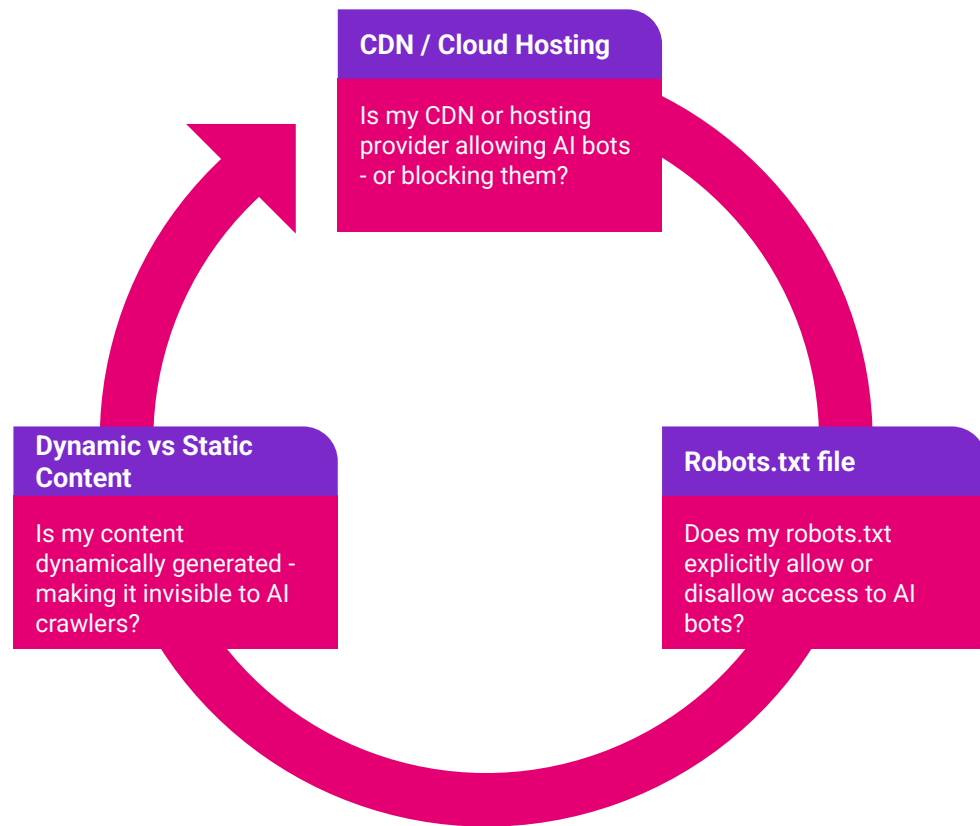 CDN / Cloud Hosting
Is my CDN or hosting
provider allowing AI bots
- or blocking them?
Dynamic vs Static
Content
Is my content
dynamically generated -
making it invisible to AI
crawlers?
Robots.txt file
Does my robots.txt
explicitly allow or
disallow access to AI
bots?